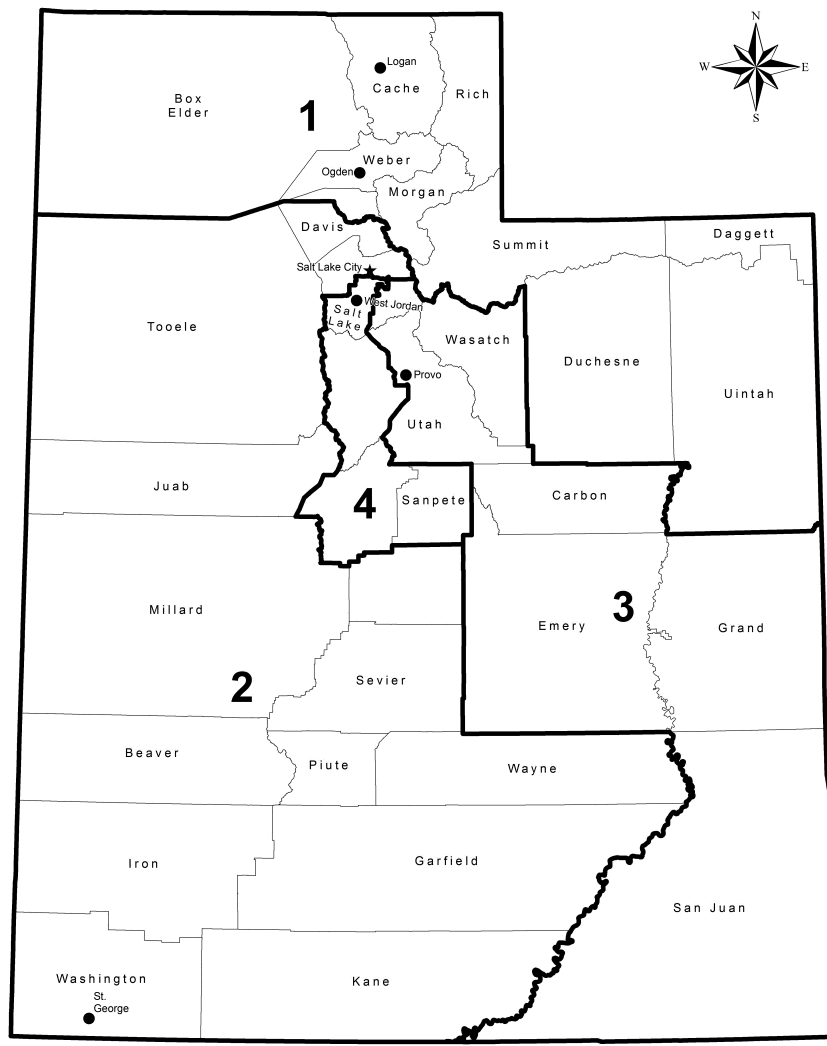 N
W
E
S
Logan
Cache
Rich
Box
Elder
1
Weber
Ogden
Morgan
Davis
Summit
Daggett
Salt Lake City
West Jordan
Salt
Lake
Tooele
Wasatch
Duchesne
Uintah
Provo
Utah
Juab
4
Sanpete
Carbon
Millard
3
Emery
Grand
2
Sevier
Beaver
Piute
Wayne
Iron
Garfield
San Juan
Washington
St.
George
Kane